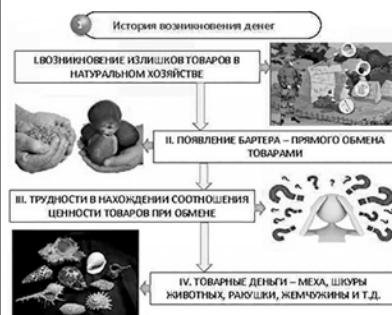 История возникновения денег
I.ВОЗНИКНОВЕНИЕ ИЗЛИШКОВ ТОВАРОВ В
НАТУРАЛЬНОМ ХОЗЯЙСТВЕ
II. ПОЯВЛЕНИЕ БАРТЕРА – ПРЯМОГО ОБМЕНА
ТОВАРАМИ
III. ТРУДНОСТИ В НАХОЖДЕНИИ СООТНОШЕНИЯ
ЦЕННОСТИ ТОВАРОВ ПРИ ОБМЕНЕ
IV. ТОВАРНЫЕ ДЕНЬГИ – МЕХА, ШКУРЫ
ЖИВОТНЫХ, РАКУШКИ, ЖЕМЧУЖИНЫ И Т.Д.